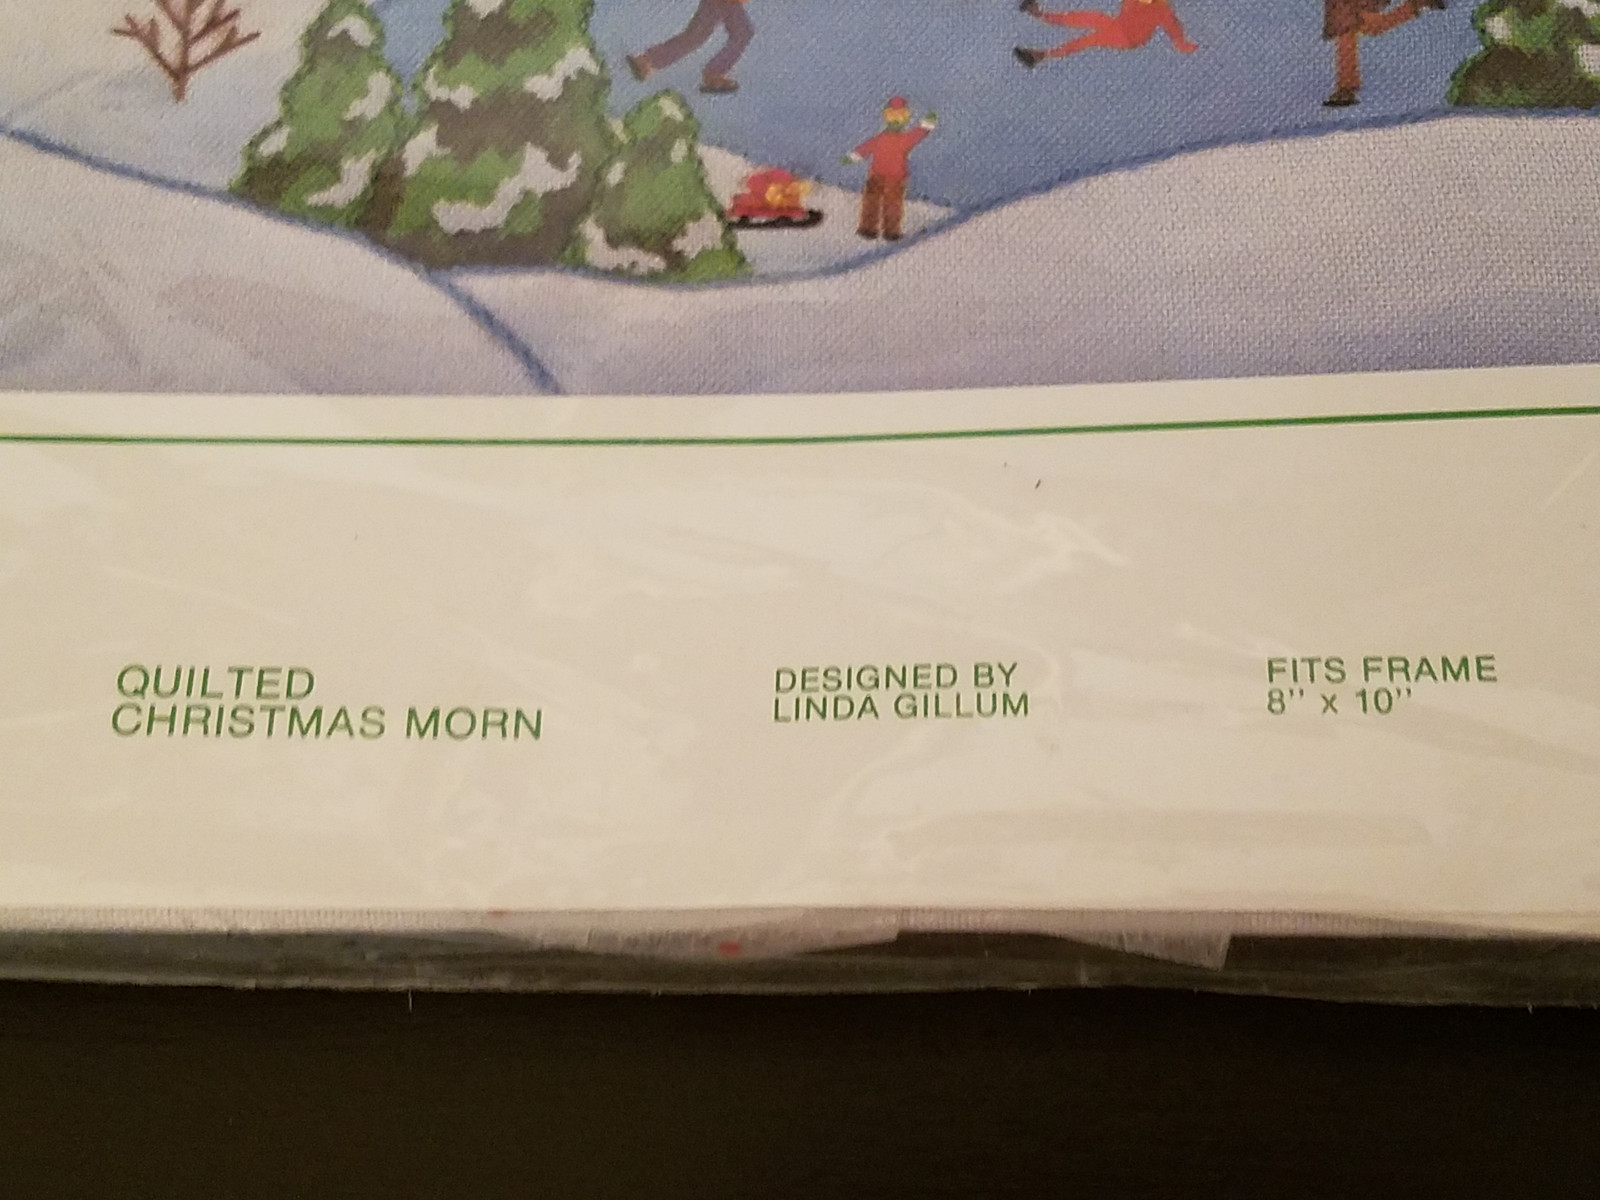 QUILTED
CHRISTMAS MORN
DESIGNED BY
LINDA GILLUM
FITS FRAME
8" x 10"